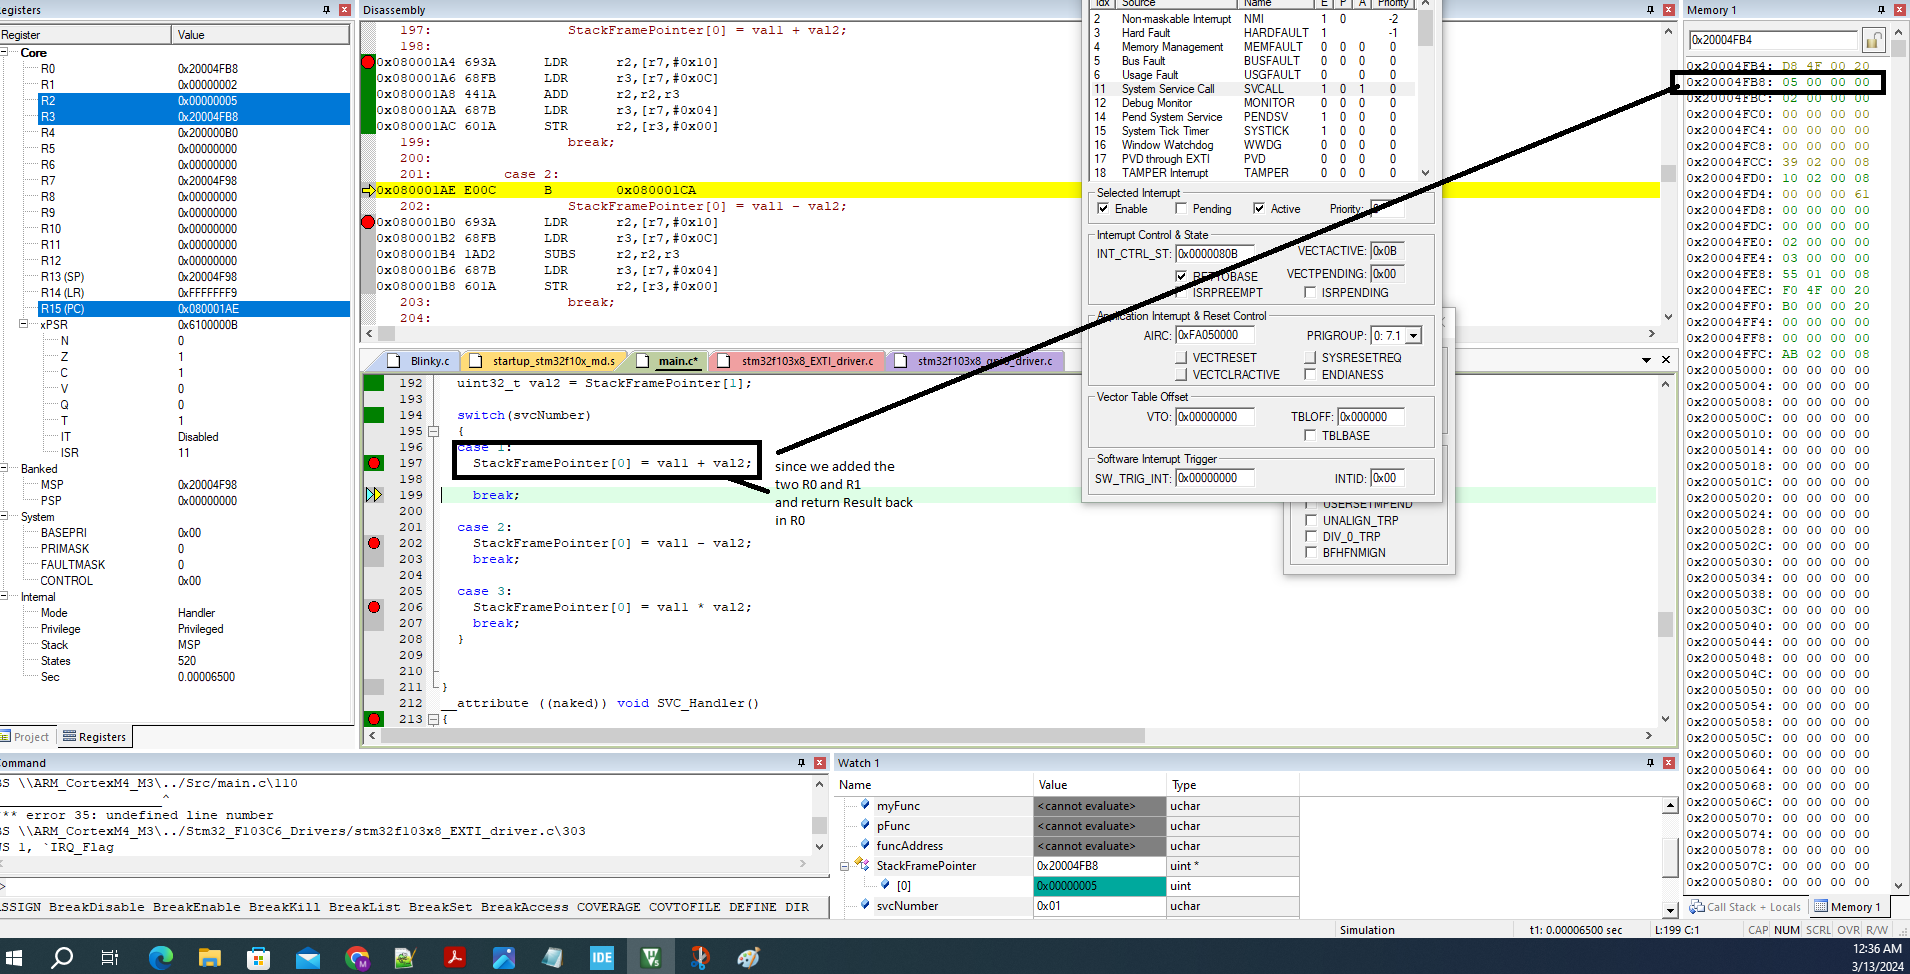 egisters
Register Value
Core
R0 0x20004FB8
R1 0x00000002
R2 0x00000005
R3 0x20004FB8
R4 0x200000B0
R5 0x00000000
R6 0x00000000
R7 0x20004F98
R8 0x00000000
R9 0x00000000
R10 0x00000000
R11 0x00000000
R12 0x00000000
R13 (SP) 0x20004F98
R14 (LR) 0xFFFFFFF9
R15 (PC) 0x080001AE
xPSR 0x6100000B
N 0
Z 1
C 1
V 0
Q 0
T 1
IT Disabled
ISR 11
Banked
MSP 0x20004F98
PSP 0x00000000
System
BASEPRI 0x00
PRIMASK 0
FAULTMASK 0
CONTROL 0x00
Internal
Mode Handler
Privilege Privileged
Stack MSP
States 520
Sec 0.00006500
Project Registers
Disassembly
197: StackFramePointer[0] = val1 + val2;
198:
0x080001A4 693A LDR r2,[r7,#0x10]
0x080001A6 68FB LDR r3,[r7,#0x0C]
0x080001A8 441A ADD r2,r2,r3
0x080001AA 687B LDR r3,[r7,#0x04]
0x080001AC 601A STR r2,[r3,#0x00]
199: break;
200:
201: case 2:
0x080001AE E00C B 0x080001CA
202: StackFramePointer[0] = val1 - val2;
0x080001B0 693A LDR r2,[r7,#0x10]
0x080001B2 68FB LDR r3,[r7,#0x0C]
0x080001B4 1AD2 SUBS r2,r2,r3
0x080001B6 687B LDR r3,[r7,#0x04]
0x080001B8 601A STR r2,[r3,#0x00]
203: break;
204:
Blinky.c startup_stm32f10x_md.s main.c* stm32f103x8_EXTI_driver.c
192 uint32_t val2 = StackFramePointer[1];
193
194 switch(svcNumber)
195 {
196 case 1:
197 StackFramePointer[0] = val1 + val2;
198
199 break;
200
201 case 2:
202 StackFramePointer[0] = val1 - val2;
203 break;
204
205 case 3:
206 StackFramePointer[0] = val1 * val2;
207 break;
208 }
209
210
211 }
212 __attribute ((naked)) void SVC_Handler()
213 {
since we added the
two R0 and R1
and return Result back
in R0
Idx Source Name E P A Priority
2 Non-maskable Interrupt NMI 1 0 -2
3 Hard Fault HARDFAULT 1 -1
4 Memory Management MEMFAULT 0 0 0 0
5 Bus Fault BUSFAULT 0 0 0 0
6 Usage Fault USGFAULT 0 0 0 0
11 System Service Call SVCALL 1 0 1 0
12 Debug Monitor MONITOR 0 0 0 0
14 Pend System Service PENDSV 1 0 0 0
15 System Tick Timer SYSTICK 1 0 0 0
16 Window Watchdog WWDG 0 0 0 0
17 PVD through EXTI PVD 0 0 0 0
18 TAMPER Interrupt TAMPER 0 0 0 0
Selected Interrupt
Enable Pending Active Priority:
Interrupt Control & State
INT_CTRL_ST: 0x0000080B VECTACTIVE: 0x0B
RETTOBASE VECTPENDING: 0x00
ISRPREEMPT ISRPENDING
Application Interrupt & Reset Control
AIRC: 0xFA050000 PRIGROUP: 0: 7.1
VECTRESET SYSRESETREQ
VECTCLRACTIVE ENDIANESS
Vector Table Offset
VTO: 0x00000000 TBLOFF: 0x000000
TBLBASE
Software Interrupt Trigger
SW_TRIG_INT: 0x00000000 INTID: 0x00
USERSETMPEND
UNALIGN_TRP
DIV_0_TRP
BFHFNMIGN
Memory 1
0x20004FB4
0x20004FB4: D8 4F 00 20
0x20004FB8: 05 00 00 00
0x20004FBC: 02 00 00 00
0x20004FC0: 00 00 00 00
0x20004FC4: 00 00 00 00
0x20004FC8: 00 00 00 00
0x20004FCC: 39 02 00 08
0x20004FD0: 10 02 00 08
0x20004FD4: 00 00 00 61
0x20004FD8: 00 00 00 00
0x20004FDC: 00 00 00 00
0x20004FE0: 02 00 00 00
0x20004FE4: 03 00 00 00
0x20004FE8: 55 01 00 08
0x20004FEC: F0 4F 00 20
0x20004FF0: B0 00 00 20
0x20004FF4: 00 00 00 00
0x20004FF8: 00 00 00 00
0x20004FFC: AB 02 00 08
0x20005000: 00 00 00 00
0x20005004: 00 00 00 00
0x20005008: 00 00 00 00
0x2000500C: 00 00 00 00
0x20005010: 00 00 00 00
0x20005014: 00 00 00 00
0x20005018: 00 00 00 00
0x2000501C: 00 00 00 00
0x20005020: 00 00 00 00
0x20005024: 00 00 00 00
0x20005028: 00 00 00 00
0x2000502C: 00 00 00 00
0x20005030: 00 00 00 00
0x20005034: 00 00 00 00
0x20005038: 00 00 00 00
0x2000503C: 00 00 00 00
0x20005040: 00 00 00 00
0x20005044: 00 00 00 00
0x20005048: 00 00 00 00
0x2000504C: 00 00 00 00
0x20005050: 00 00 00 00
0x20005054: 00 00 00 00
0x20005058: 00 00 00 00
0x2000505C: 00 00 00 00
0x20005060: 00 00 00 00
0x20005064: 00 00 00 00
0x20005068: 00 00 00 00
0x2000506C: 00 00 00 00
0x20005070: 00 00 00 00
0x20005074: 00 00 00 00
0x20005078: 00 00 00 00
0x2000507C: 00 00 00 00
0x20005080: 00 00 00 00
Call Stack + Locals Memory 1
ommand
BS \\ARM_CortexM4_M3\../Src/main.c\110
^
*** error 35: undefined line number
BS \\ARM_CortexM4_M3\../Stm32_F103C6_Drivers/stm32f103x8_EXTI_driver.c\303
WS 1, `IRQ_Flag
>
ASSIGN BreakDisable BreakEnable BreakKill BreakList BreakSet BreakAccess COVERAGE COVTOFILE DEFINE DIR
Watch 1
Name Value Type
myFunc <cannot evaluate> uchar
pFunc <cannot evaluate> uchar
funcAddress <cannot evaluate> uchar
StackFramePointer 0x20004FB8 uint *
[0] 0x00000005 uint
svcNumber 0x01 uchar
Simulation t1: 0.00006500 sec L:199 C:1 CAP NUM SCRL OVR R/W
IDE
12:36 AM
3/13/2024